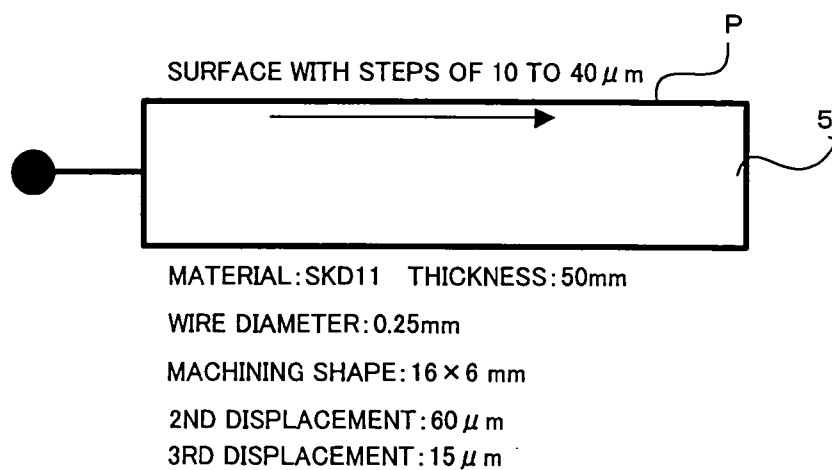 P
SURFACE WITH STEPS OF 10 TO 40 μm
5
MATERIAL:SKD11 THICKNESS:50mm
WIRE DIAMETER:0.25mm
MACHINING SHAPE:16×6 mm
2ND DISPLACEMENT:60 μm
3RD DISPLACEMENT:15 μm